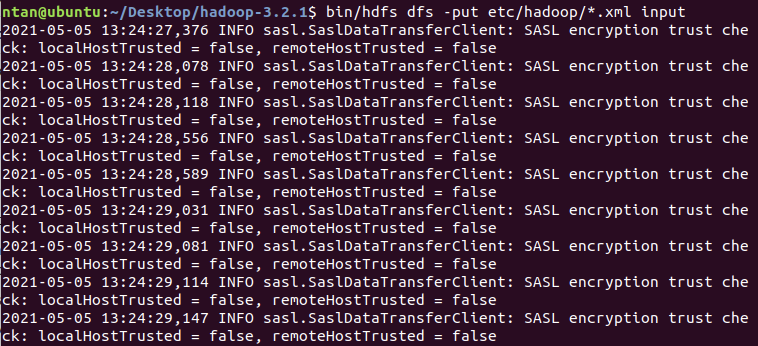 ntan@ubuntu:~/Desktop/hadoop-3.2.1$ bin/hdfs dfs -put etc/hadoop/*.xml input
2021-05-05 13:24:27,376 INFO sasl.SaslDataTransferClient: SASL encryption trust che
ck: localHostTrusted = false, remoteHostTrusted = false
2021-05-05 13:24:28,078 INFO sasl.SaslDataTransferClient: SASL encryption trust che
ck: localHostTrusted = false, remoteHostTrusted = false
2021-05-05 13:24:28,118 INFO sasl.SaslDataTransferClient: SASL encryption trust che
ck: localHostTrusted = false, remoteHostTrusted = false
2021-05-05 13:24:28,556 INFO sasl.SaslDataTransferClient: SASL encryption trust che
ck: localHostTrusted = false, remoteHostTrusted = false
2021-05-05 13:24:28,589 INFO sasl.SaslDataTransferClient: SASL encryption trust che
ck: localHostTrusted = false, remoteHostTrusted = false
2021-05-05 13:24:29,031 INFO sasl.SaslDataTransferClient: SASL encryption trust che
ck: localHostTrusted = false, remoteHostTrusted = false
2021-05-05 13:24:29,081 INFO sasl.SaslDataTransferClient: SASL encryption trust che
ck: localHostTrusted = false, remoteHostTrusted = false
2021-05-05 13:24:29,114 INFO sasl.SaslDataTransferClient: SASL encryption trust che
ck: localHostTrusted = false, remoteHostTrusted = false
2021-05-05 13:24:29,147 INFO sasl.SaslDataTransferClient: SASL encryption trust che
ck: localHostTrusted = false, remoteHostTrusted = false